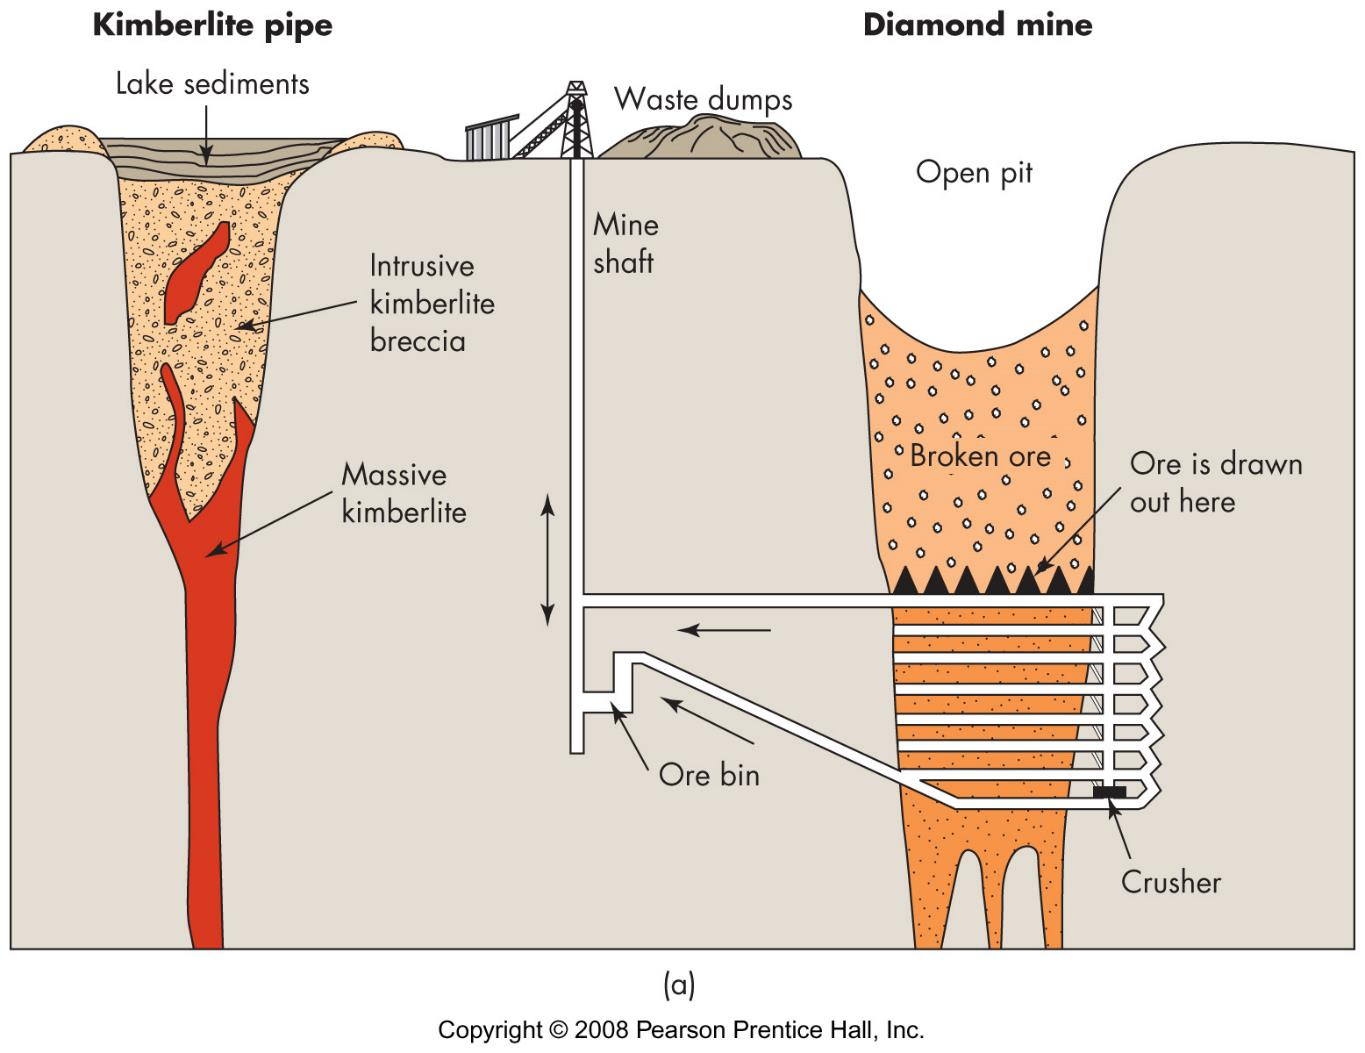 Kimberlite pipe
Diamond mine
Lake sediments
Waste dumps
Open pit
Mine
shaft
Intrusive
kimberlite
breccia
Broken ore
Ore is drawn
out here
Massive
kimberlite
Ore bin
Crusher
(a)
Copyright © 2008 Pearson Prentice Hall, Inc.